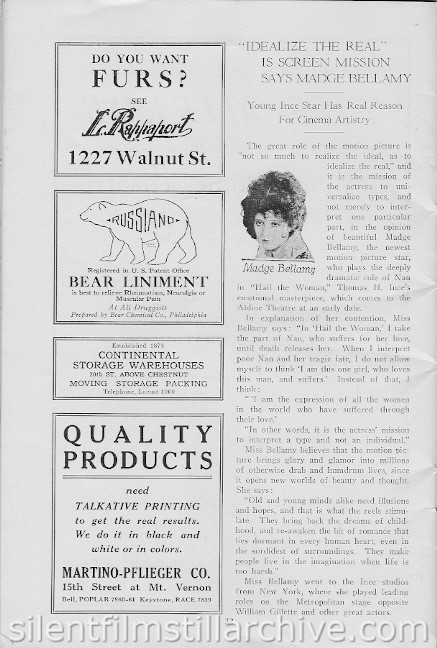 DO YOU WANT
FURS?
SEE
L. Rappaport
1227 Walnut St.
RUSSIAND
Registered in U. S. Patent Office
BEAR LINIMENT
is best to relieve Rheumatism, Neuralgia or
Muscular Pain
At All Druggists
Prepared by Bear Chemical Co., Philadelphia
Established 1872
CONTINENTAL
STORAGE WAREHOUSES
20th ST. ABOVE CHESTNUT
MOVING STORAGE PACKING
Telephone, Locust 1000
QUALITY
PRODUCTS
need
TALKATIVE PRINTING
to get the real results.
We do it in black and
white or in colors.
MARTINO-PFLIEGER CO.
15th Street at Mt. Vernon
Bell, POPLAR 7860-61 Keystone, RACE 7859
"IDEALIZE THE REAL"
IS SCREEN MISSION
SAYS MADGE BELLAMY
Young Ince Star Has Real Reason
For Cinema Artistry
The great role of the motion picture is
"not so much to realize the ideal, as to
idealize the real," and
it is the mission of
the actress to uni-
versalize types, and
not merely to inter-
pret one particular
part, in the opinion
of beautiful Madge
Bellamy, the newest
motion picture star,
who plays the deeply
dramatic role of Nan
Madge Bellamy
in "Hail the Woman," Thomas H. Ince's
emotional masterpiece, which comes to the
Aldine Theatre at an early date.
In explanation of her contention, Miss
Bellamy says: "In 'Hail the Woman,' I take
the part of Nan, who suffers for her love,
until death releases her. When I interpret
poor Nan and her tragic fate, I do not allow
myself to think 'I am this one girl, who loves
this man, and suffers.' Instead of that, I
think:
"'I am the expression of all the women
in the world who have suffered through
their love.'
"In other words, it is the actress' mission
to interpret a type and not an individual."
Miss Bellamy believes that the motion pic-
ture brings glory and glamor into millions
of otherwise drab and humdrum lives, since
it opens new worlds of beauty and thought.
She says:
"Old and young minds alike need illusions
and hopes, and that is what the reels stimu-
late. They bring back the dreams of child-
hood, and re-awaken the bit of romance that
lies dormant in every human heart, even in
the sordidest of surroundings. They make
people live in the imagination when life is
too harsh."
Miss Bellamy went to the Ince studios
from New York, where she played leading
roles on the Metropolitan stage opposite
William Gillette and other great actors.
silentfilmstillarchive.com